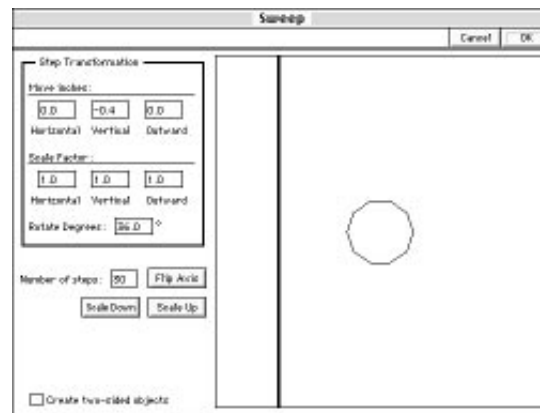 Sweep
Cancel OK
Step Transformation
Move Inches:
0.0 -0.4 0.0
Horizontal Vertical Outward
Scale Factor:
1.0 1.0 1.0
Horizontal Vertical Outward
Rotate Degrees: 36.0 °
Number of steps: 30 Flip Axis
Scale Down Scale Up
Create two-sided objects